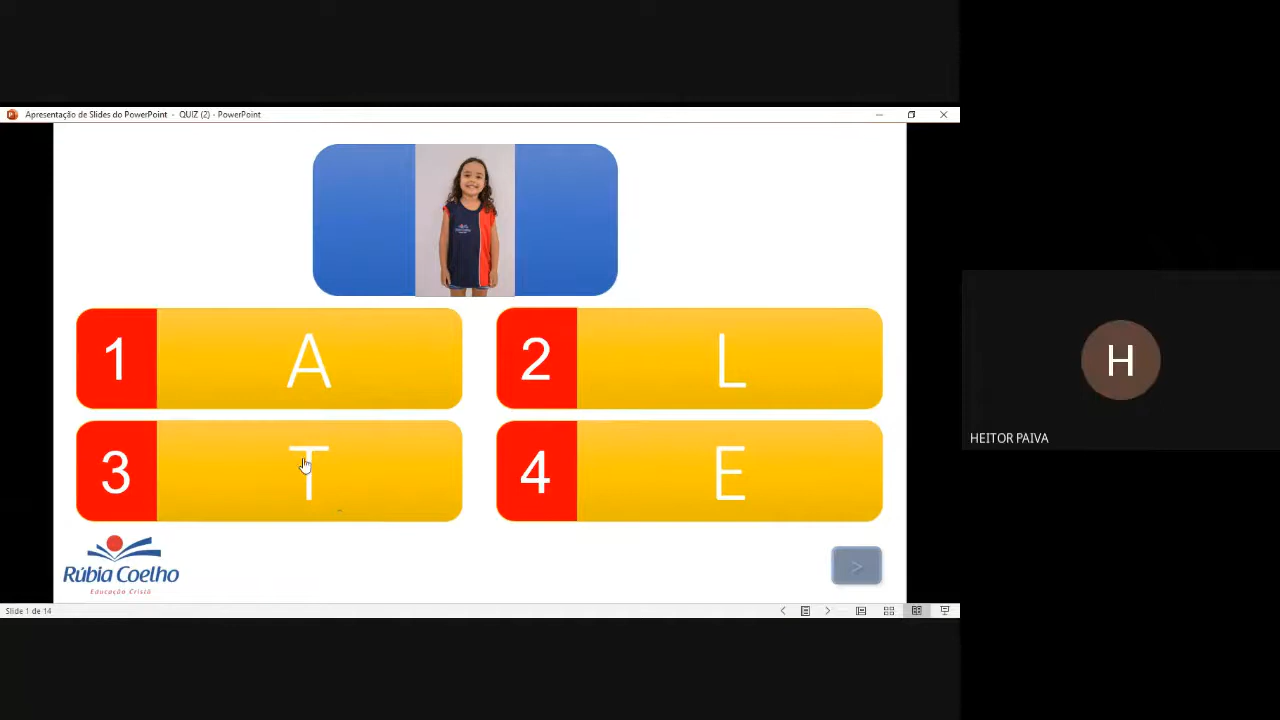 Apresentação de Slides do PowerPoint - QUIZ (2) - PowerPoint
1 A
2 L
3 T
4 E
H
HEITOR PAIVA
Rúbia Coelho
Educação Cristã
>
Slide 1 de 14